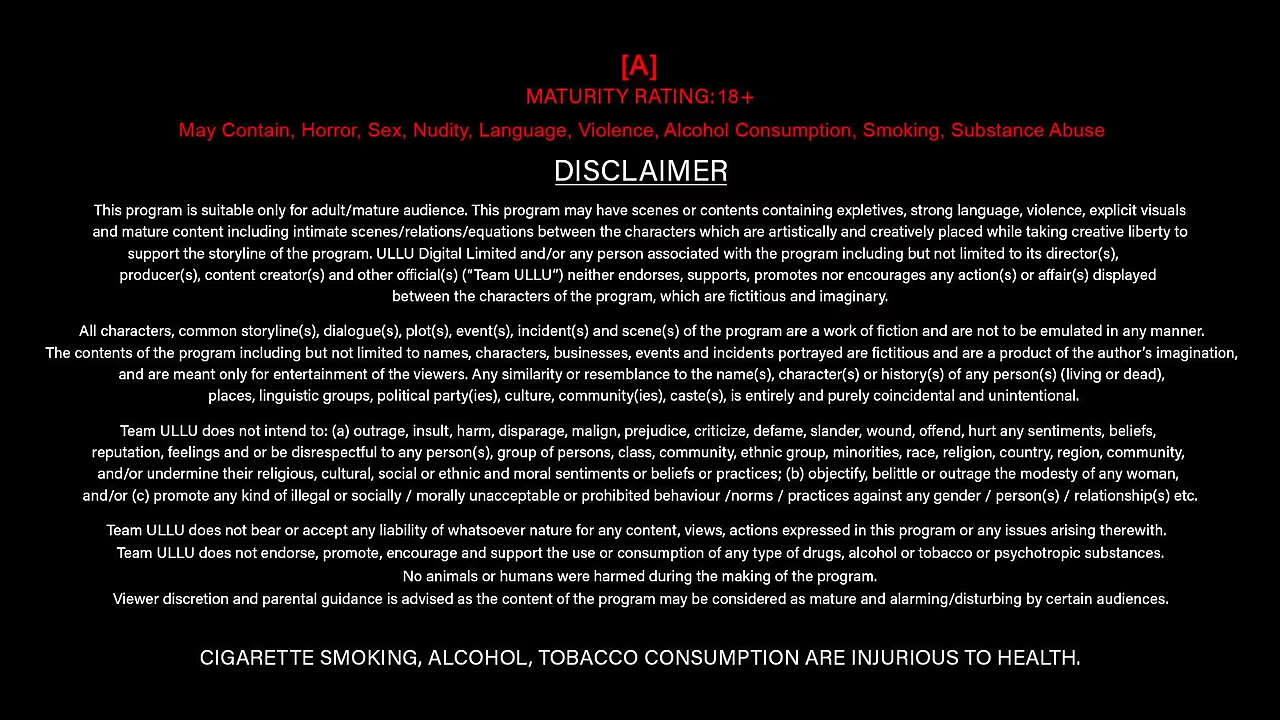 [A]
MATURITY RATING:18+
May Contain, Horror, Sex, Nudity, Language, Violence, Alcohol Consumption, Smoking, Substance Abuse
DISCLAIMER
This program is suitable only for adult/mature audience. This program may have scenes or contents containing expletives, strong language, violence, explicit visuals
and mature content including intimate scenes/relations/equations between the characters which are artistically and creatively placed while taking creative liberty to
support the storyline of the program. ULLU Digital Limited and/or any person associated with the program including but not limited to its director(s),
producer(s), content creator(s) and other official(s) (“Team ULLU”) neither endorses, supports, promotes nor encourages any action(s) or affair(s) displayed
between the characters of the program, which are fictitious and imaginary.
All characters, common storyline(s), dialogue(s), plot(s), event(s), incident(s) and scene(s) of the program are a work of fiction and are not to be emulated in any manner.
The contents of the program including but not limited to names, characters, businesses, events and incidents portrayed are fictitious and are a product of the author’s imagination,
and are meant only for entertainment of the viewers. Any similarity or resemblance to the name(s), character(s) or history(s) of any person(s) (living or dead),
places, linguistic groups, political party(ies), culture, community(ies), caste(s), is entirely and purely coincidental and unintentional.
Team ULLU does not intend to: (a) outrage, insult, harm, disparage, malign, prejudice, criticize, defame, slander, wound, offend, hurt any sentiments, beliefs,
reputation, feelings and or be disrespectful to any person(s), group of persons, class, community, ethnic group, minorities, race, religion, country, region, community,
and/or undermine their religious, cultural, social or ethnic and moral sentiments or beliefs or practices; (b) objectify, belittle or outrage the modesty of any woman,
and/or (c) promote any kind of illegal or socially / morally unacceptable or prohibited behaviour /norms / practices against any gender / person(s) / relationship(s) etc.
Team ULLU does not bear or accept any liability of whatsoever nature for any content, views, actions expressed in this program or any issues arising therewith.
Team ULLU does not endorse, promote, encourage and support the use or consumption of any type of drugs, alcohol or tobacco or psychotropic substances.
No animals or humans were harmed during the making of the program.
Viewer discretion and parental guidance is advised as the content of the program may be considered as mature and alarming/disturbing by certain audiences.
CIGARETTE SMOKING, ALCOHOL, TOBACCO CONSUMPTION ARE INJURIOUS TO HEALTH.